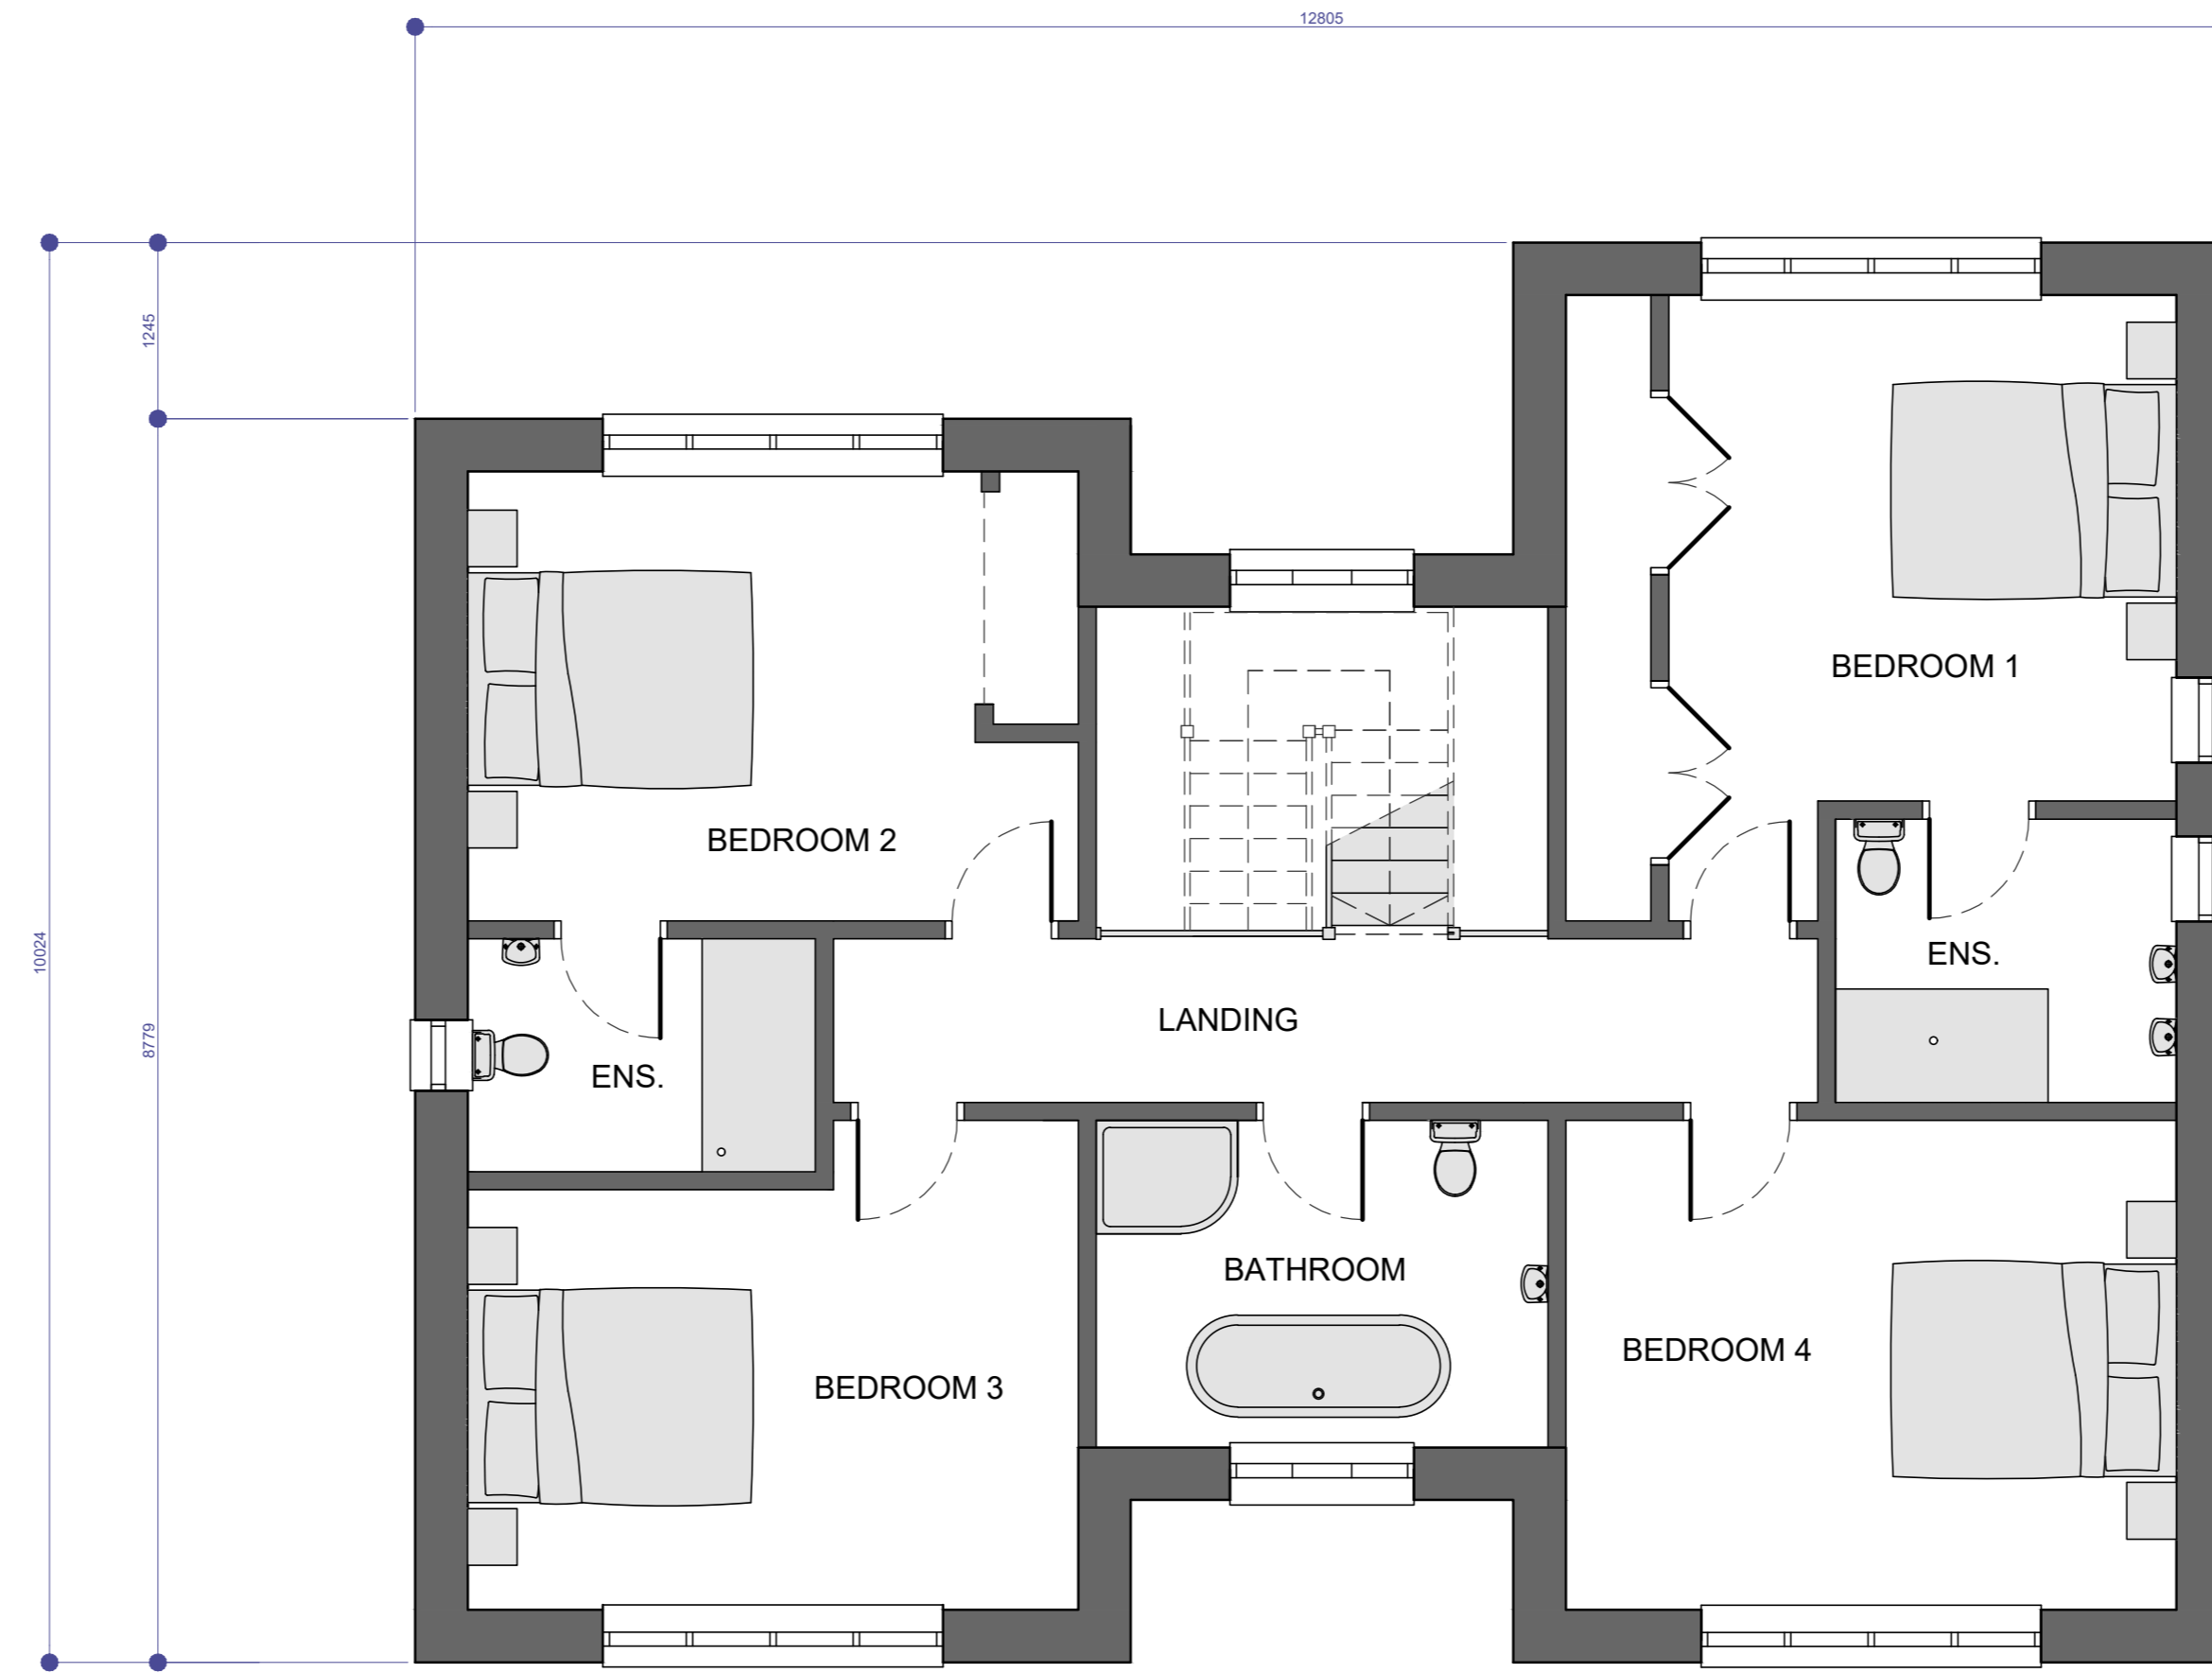 12805
1245
10024
8779
BEDROOM 1
BEDROOM 2
ENS.
LANDING
ENS.
BATHROOM
BEDROOM 4
BEDROOM 3